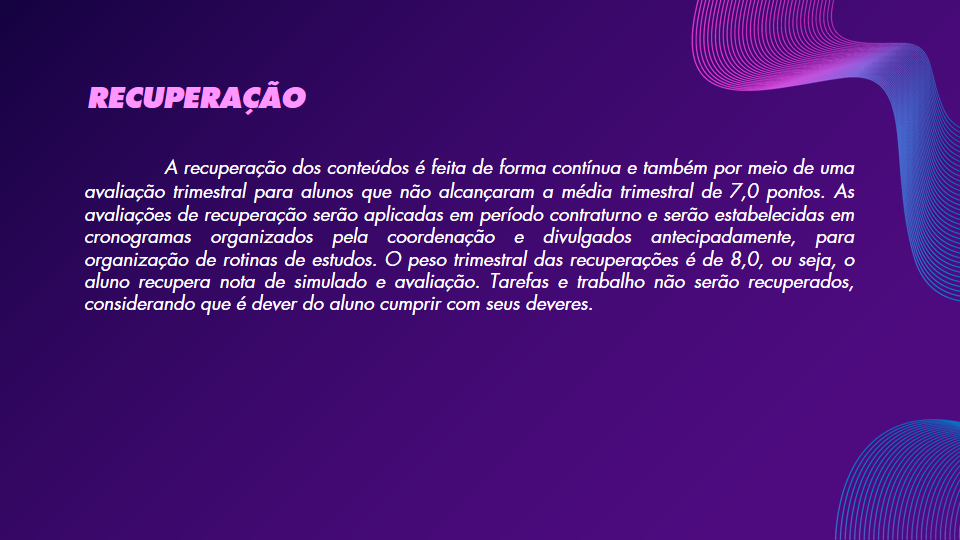 RECUPERAÇÃO
A recuperação dos conteúdos é feita de forma contínua e também por meio de uma
avaliação trimestral para alunos que não alcançaram a média trimestral de 7,0 pontos. As
avaliações de recuperação serão aplicadas em período contraturno e serão estabelecidas em
cronogramas organizados pela coordenação e divulgados antecipadamente, para
organização de rotinas de estudos. O peso trimestral das recuperações é de 8,0, ou seja, o
aluno recupera nota de simulado e avaliação. Tarefas e trabalho não serão recuperados,
considerando que é dever do aluno cumprir com seus deveres.